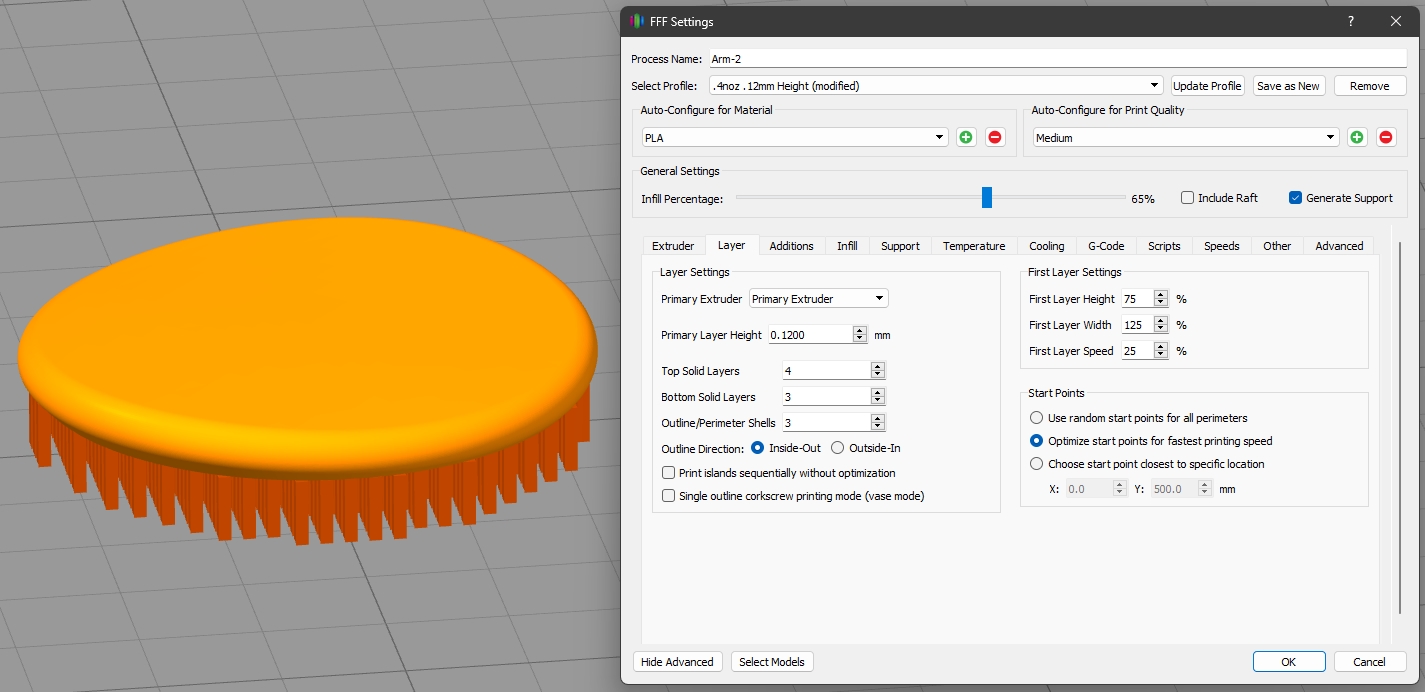 FFF Settings
?
Process Name: Arm-2
Select Profile: .4noz .12mm Height (modified) Update Profile Save as New Remove
Auto-Configure for Material Auto-Configure for Print Quality
PLA Medium
General Settings
Infill Percentage: 65% Include Raft Generate Support
Extruder Layer Additions Infill Support Temperature Cooling G-Code Scripts Speeds Other Advanced
Layer Settings
Primary Extruder Primary Extruder
Primary Layer Height 0.1200 mm
Top Solid Layers 4
Bottom Solid Layers 3
Outline/Perimeter Shells 3
Outline Direction: Inside-Out Outside-In
Print islands sequentially without optimization
Single outline corkscrew printing mode (vase mode)
First Layer Settings
First Layer Height 75 %
First Layer Width 125 %
First Layer Speed 25 %
Start Points
Use random start points for all perimeters
Optimize start points for fastest printing speed
Choose start point closest to specific location
X: 0.0 Y: 500.0 mm
Hide Advanced Select Models OK Cancel